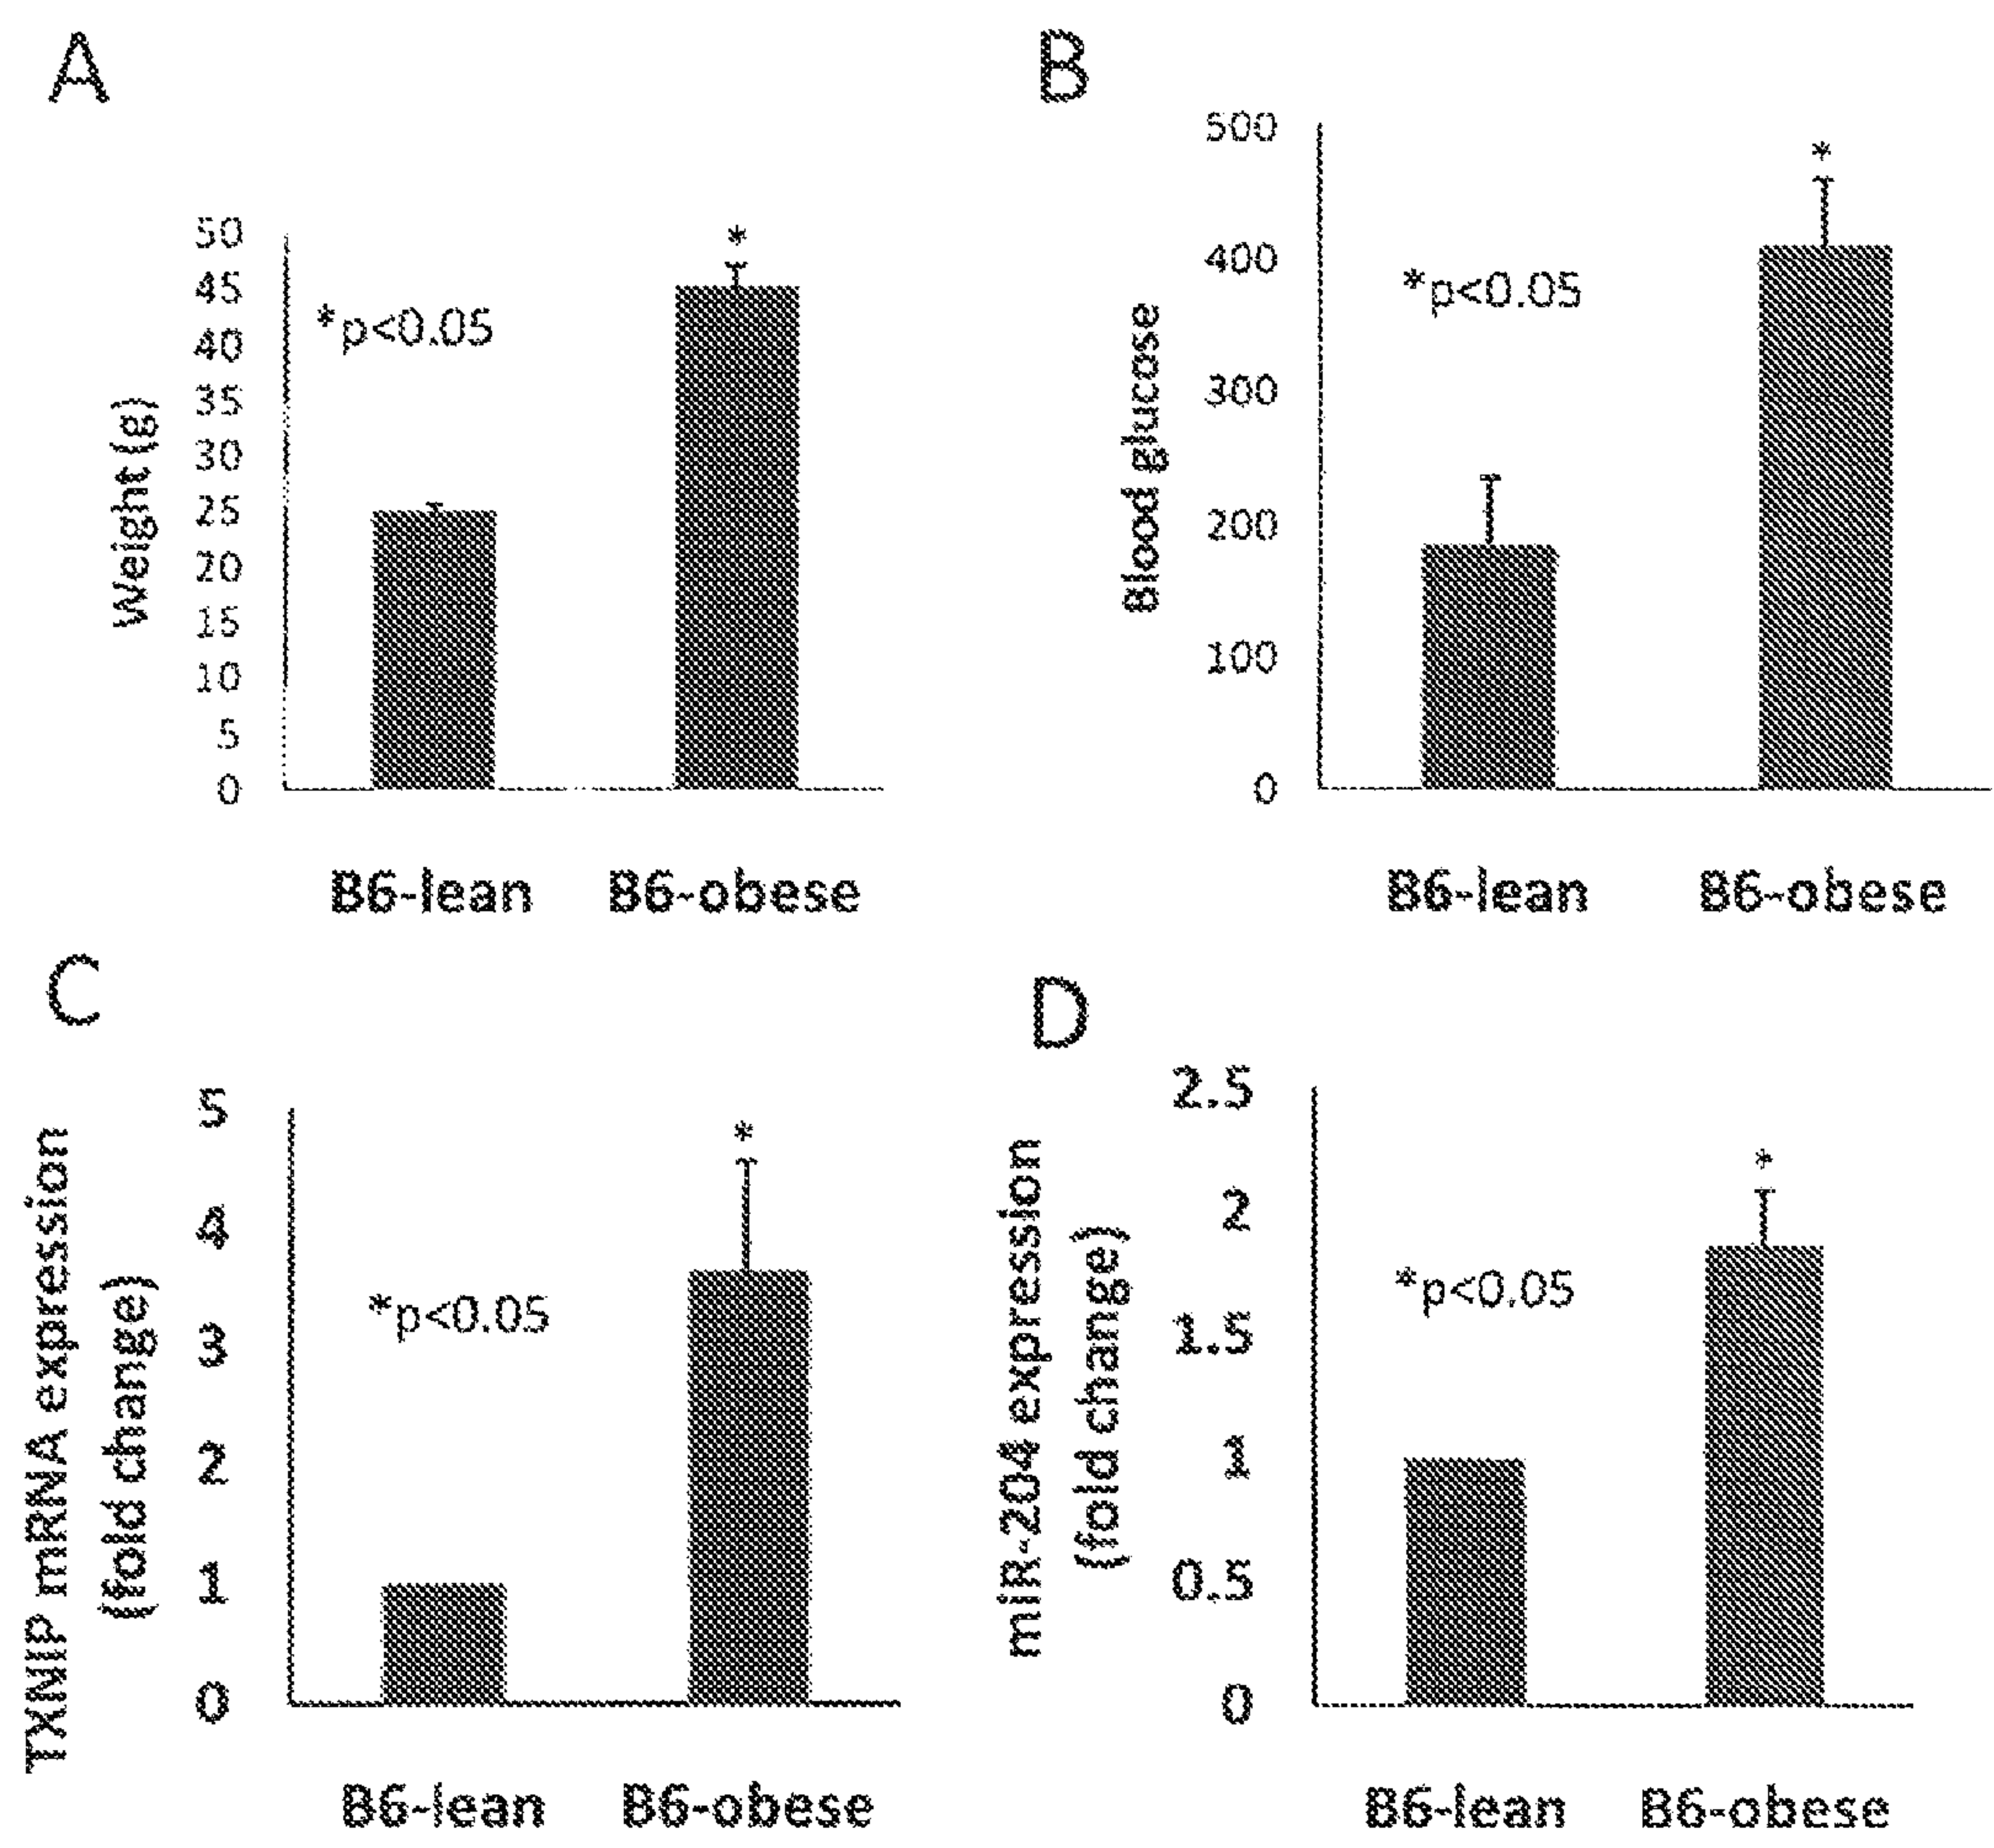 A
50
45
40
35
30
25
20
15
10
5
0
Weight (g)
*
*p<0.05
B6-lean B6-obese
B
500
400
300
200
100
0
Blood glucose
*
*p<0.05
B6-lean B6-obese
C
5
4
3
2
1
0
TXNIP mRNA expression
(fold change)
*
*p<0.05
B6-lean B6-obese
D
2.5
2
1.5
1
0.5
0
miR-204 expression
(fold change)
*
*p<0.05
B6-lean B6-obese